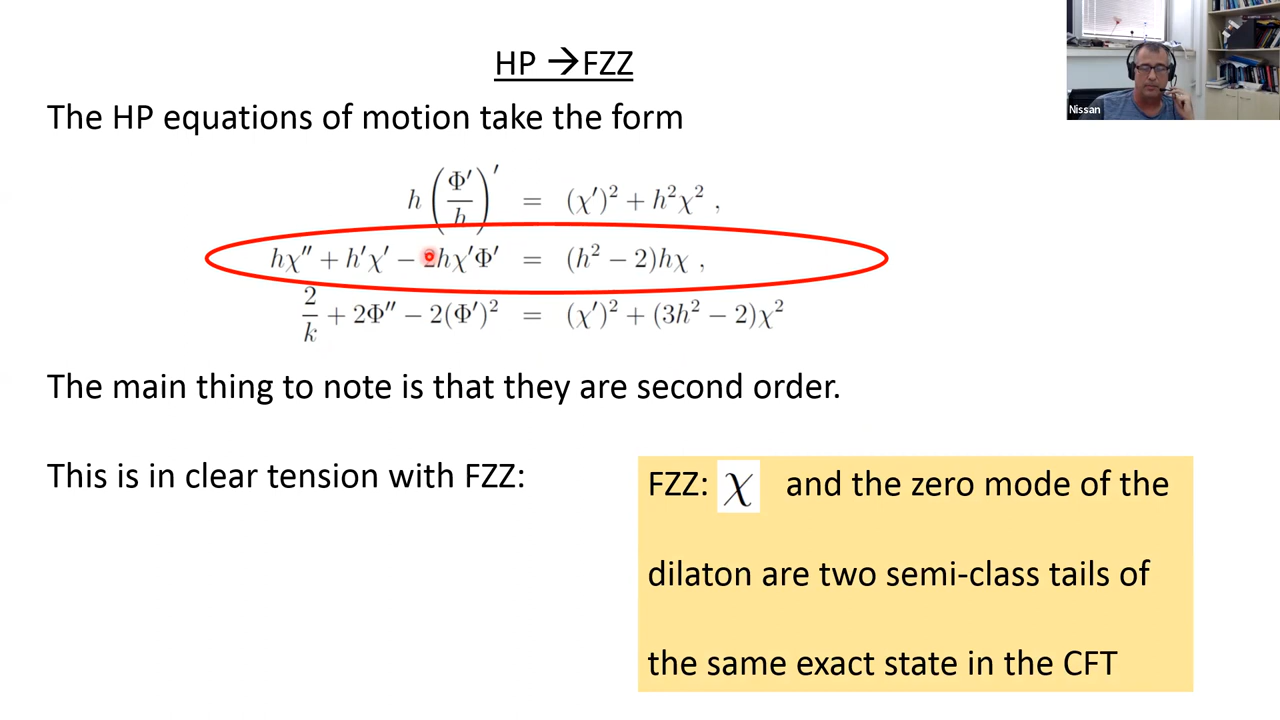 HP → FZZ
Nissan
The HP equations of motion take the form
h (Φ′/h)′ = (χ′)² + h²χ² ,
hχ″ + h′χ′ − 2hχ′Φ′ = (h² − 2)hχ ,
2/k + 2Φ″ − 2(Φ′)² = (χ′)² + (3h² − 2)χ²
The main thing to note is that they are second order.
This is in clear tension with FZZ:
FZZ: χ and the zero mode of the
dilaton are two semi-class tails of
the same exact state in the CFT